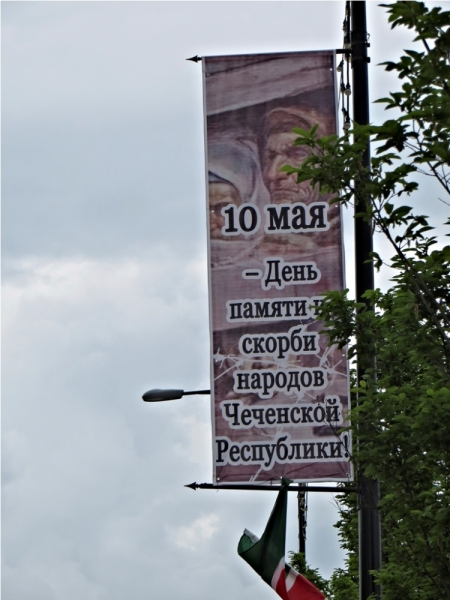 10 мая
– День
памяти и
скорби
народов
Чеченской
Республики!